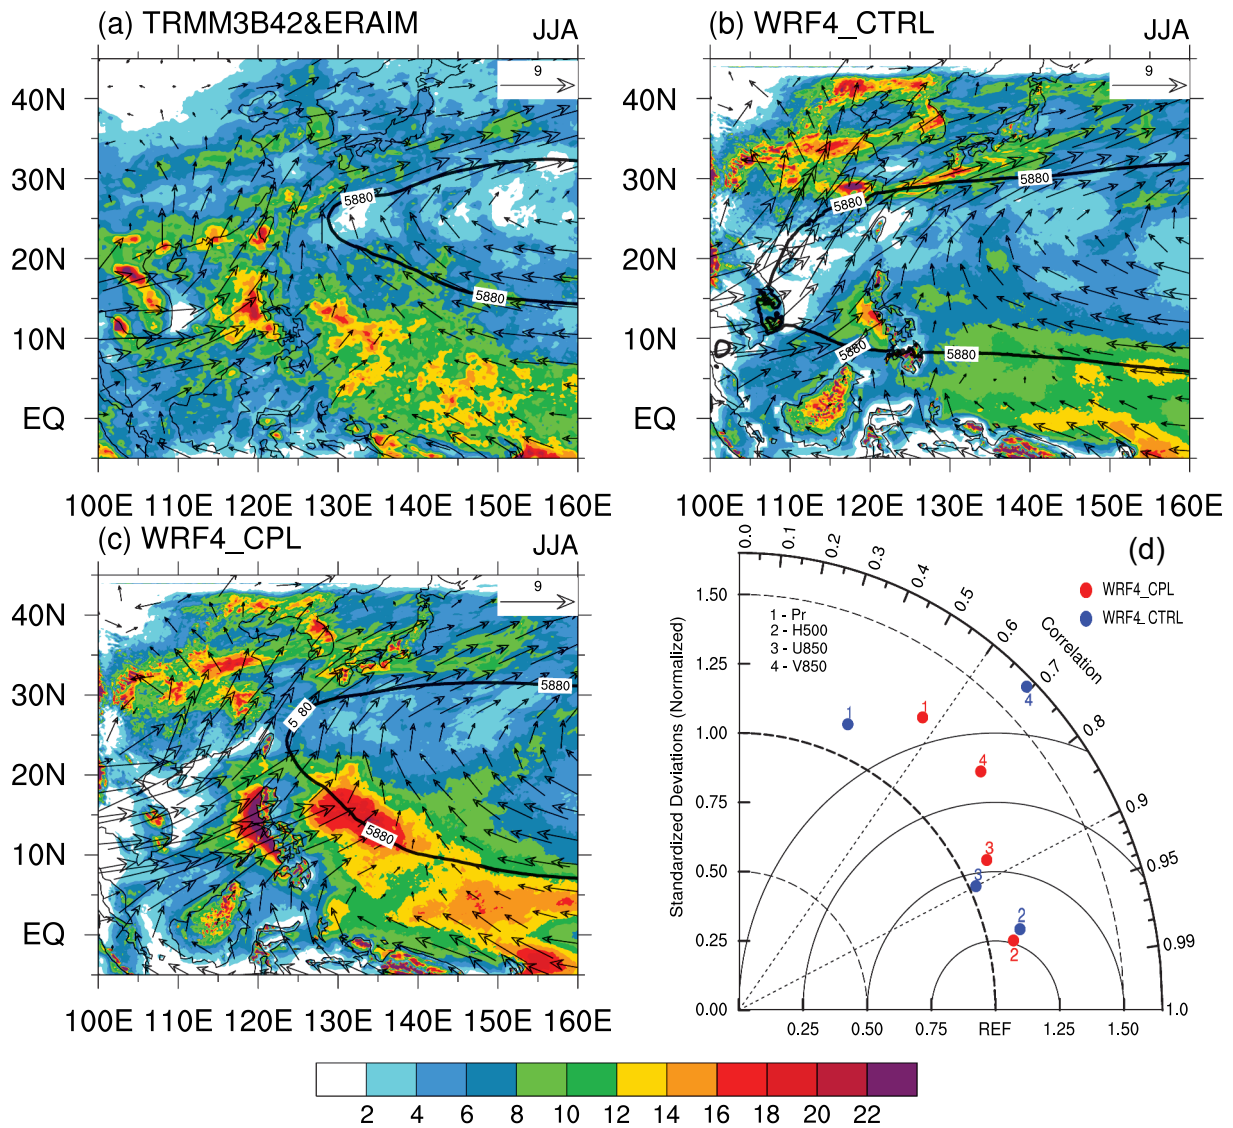 (a) TRMM3B42&ERAIM JJA
9
40N
30N
20N
10N
EQ
5880
5880
100E 110E 120E 130E 140E 150E 160E
(b) WRF4_CTRL JJA
9
40N
30N
20N
10N
EQ
5880
5880
5880
5880
100E 110E 120E 130E 140E 150E 160E
(c) WRF4_CPL JJA
9
40N
30N
20N
10N
EQ
5880
5 80
5880
100E 110E 120E 130E 140E 150E 160E
(d)
WRF4_CPL
WRF4_CTRL
1 - Pr
2 - H500
3 - U850
4 - V850
Standardized Deviations (Normalized)
1.50
1.25
1.00
0.75
0.50
0.25
0.00
0.25 0.50 0.75 REF 1.25 1.50
0.0 0.1 0.2 0.3 0.4 0.5 0.6 0.7 0.8 0.9 0.95 0.99 1.0
Correlation
1
1
4
4
3
3
2
2
2 4 6 8 10 12 14 16 18 20 22